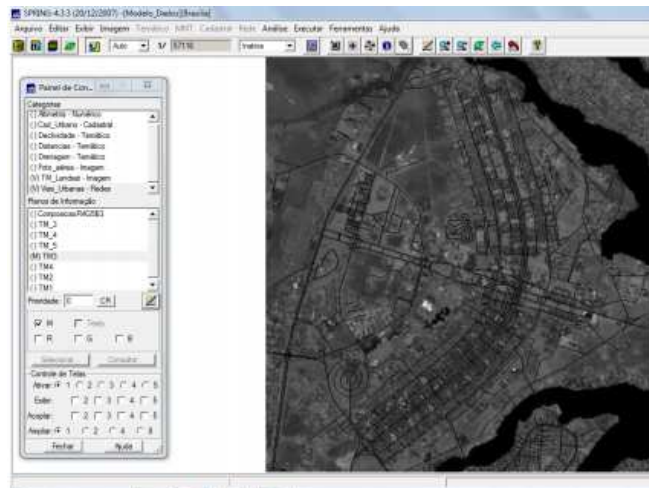 SPRING-4.3.3 (20/12/2007) -[Modelo_Dados][Brasilia]
Arquivo Editar Exibir Imagem Temático MNT Cadastral Rede Análise Executar Ferramentas Ajuda
Auto 1/ 57116 Inativa
Painel de Con...
Categorias
( ) Altimetria - Numérico
( ) Cad_Urbano - Cadastral
( ) Declividade - Temático
( ) Distancias - Temático
( ) Drenagem - Temático
( ) Foto_aérea - Imagem
(V) TM_Landsat - Imagem
(V) Vias_Urbanas - Redes
Planos de Informação
( ) TM_3
( ) TM_4
( ) TM_5
(M) TM3
( ) TM4
( ) TM2
( ) TM1
Prioridade: CR
M Texto
R G B
Selecionar Consultar
Controle de Telas
Ativar: 1 2 3 4 5
Exibir: 2 3 4 5
Acoplar: 2 3 4 5
Ampliar: 1 2 4 8
Fechar Ajuda